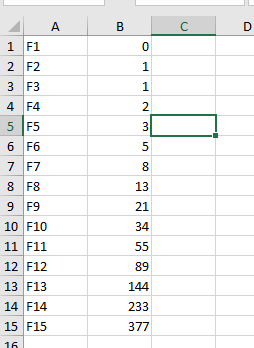 A B C D
1 F1 0
2 F2 1
3 F3 1
4 F4 2
5 F5 3
6 F6 5
7 F7 8
8 F8 13
9 F9 21
10 F10 34
11 F11 55
12 F12 89
13 F13 144
14 F14 233
15 F15 377
16